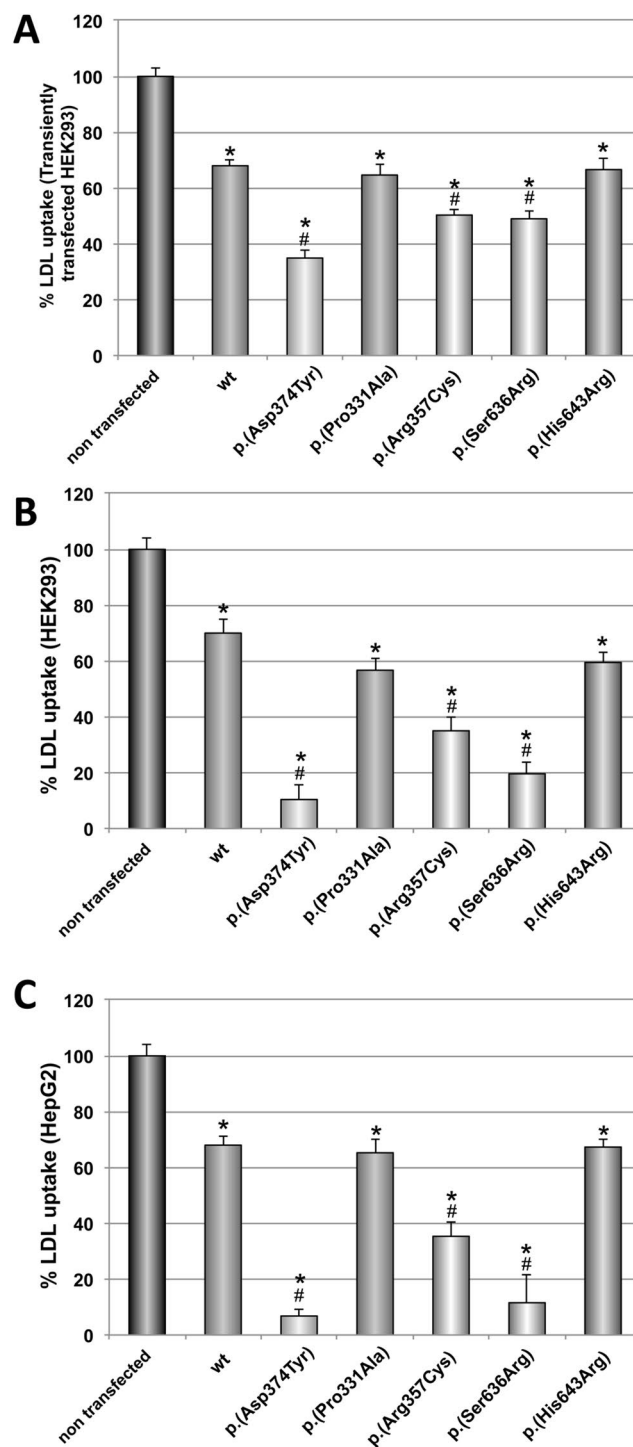 A
% LDL uptake (Transiently
transfected HEK293)
120
100
80
60
40
20
0
*
*
#
*
*
#
*
#
*
non transfected
wt
p.(Asp374Tyr)
p.(Pro331Ala)
p.(Arg357Cys)
p.(Ser636Arg)
p.(His643Arg)
B
% LDL uptake (HEK293)
120
100
80
60
40
20
0
*
*
#
*
*
#
*
#
*
non transfected
wt
p.(Asp374Tyr)
p.(Pro331Ala)
p.(Arg357Cys)
p.(Ser636Arg)
p.(His643Arg)
C
% LDL uptake (HepG2)
120
100
80
60
40
20
0
*
*
#
*
*
#
*
#
*
non transfected
wt
p.(Asp374Tyr)
p.(Pro331Ala)
p.(Arg357Cys)
p.(Ser636Arg)
p.(His643Arg)